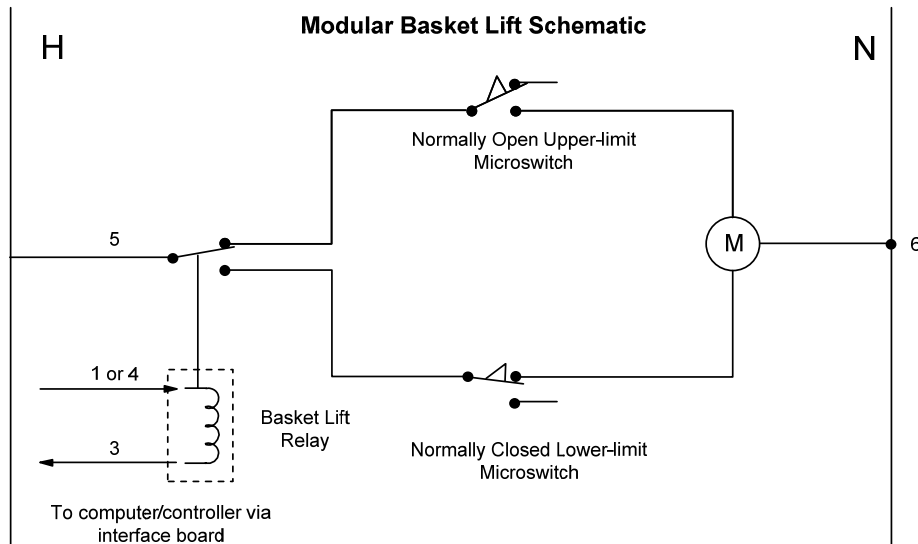 Modular Basket Lift Schematic
H
N
Normally Open Upper-limit
Microswitch
5
M
6
1 or 4
3
Basket Lift
Relay
Normally Closed Lower-limit
Microswitch
To computer/controller via
interface board